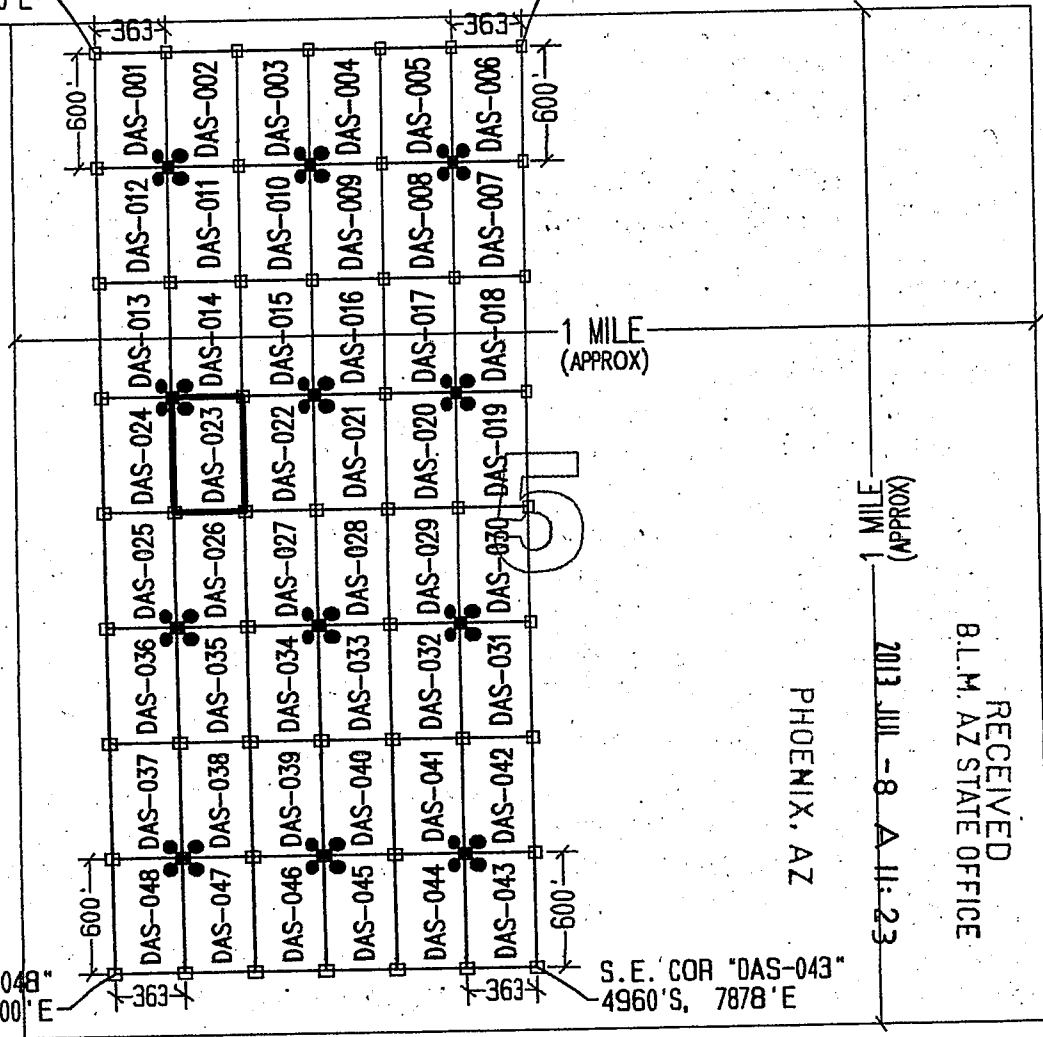 363
363
600'
600'
DAS-001
DAS-002
DAS-003
DAS-004
DAS-005
DAS-006
DAS-012
DAS-011
DAS-010
DAS-009
DAS-008
DAS-007
DAS-013
DAS-014
DAS-015
DAS-016
DAS-017
DAS-018
1 MILE
(APPROX)
DAS-024
DAS-023
DAS-022
DAS-021
DAS-020
DAS-019
5
1 MILE
(APPROX)
DAS-025
DAS-026
DAS-027
DAS-028
DAS-029
DAS-030
DAS-036
DAS-035
DAS-034
DAS-033
DAS-032
DAS-031
DAS-037
DAS-038
DAS-039
DAS-040
DAS-041
DAS-042
DAS-048
DAS-047
DAS-046
DAS-045
DAS-044
DAS-043
600'
600'
363
363
048"
00'E
S.E. COR "DAS-043"
4960'S, 7878'E
RECEIVED
B.L.M. AZ STATE OFFICE
2013 JUL -8 A 11:23
PHOENIX, AZ